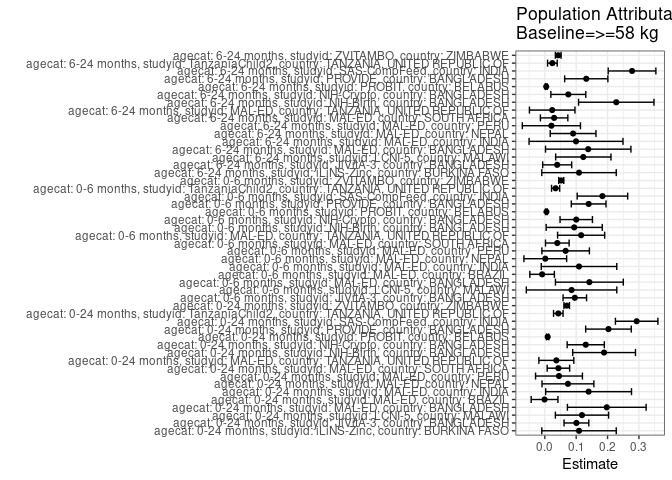 Population Attributa
Baseline=>=58 kg
agecat: 6-24 months, studyid: ZVITAMBO, country: ZIMBABWE
agecat: 6-24 months, studyid: TanzaniaChild2, country: TANZANIA, UNITED REPUBLIC OF
agecat: 6-24 months, studyid: SAS-CompFeed, country: INDIA
agecat: 6-24 months, studyid: PROVIDE, country: BANGLADESH
agecat: 6-24 months, studyid: PROBIT, country: BELARUS
agecat: 6-24 months, studyid: NIH-Crypto, country: BANGLADESH
agecat: 6-24 months, studyid: NIH-Birth, country: BANGLADESH
agecat: 6-24 months, studyid: MAL-ED, country: TANZANIA, UNITED REPUBLIC OF
agecat: 6-24 months, studyid: MAL-ED, country: SOUTH AFRICA
agecat: 6-24 months, studyid: MAL-ED, country: PERU
agecat: 6-24 months, studyid: MAL-ED, country: NEPAL
agecat: 6-24 months, studyid: MAL-ED, country: INDIA
agecat: 6-24 months, studyid: MAL-ED, country: BANGLADESH
agecat: 6-24 months, studyid: LCNI-5, country: MALAWI
agecat: 6-24 months, studyid: JiVitA-3, country: BANGLADESH
agecat: 6-24 months, studyid: iLiNS-Zinc, country: BURKINA FASO
agecat: 0-6 months, studyid: ZVITAMBO, country: ZIMBABWE
agecat: 0-6 months, studyid: TanzaniaChild2, country: TANZANIA, UNITED REPUBLIC OF
agecat: 0-6 months, studyid: SAS-CompFeed, country: INDIA
agecat: 0-6 months, studyid: PROVIDE, country: BANGLADESH
agecat: 0-6 months, studyid: PROBIT, country: BELARUS
agecat: 0-6 months, studyid: NIH-Crypto, country: BANGLADESH
agecat: 0-6 months, studyid: NIH-Birth, country: BANGLADESH
agecat: 0-6 months, studyid: MAL-ED, country: TANZANIA, UNITED REPUBLIC OF
agecat: 0-6 months, studyid: MAL-ED, country: SOUTH AFRICA
agecat: 0-6 months, studyid: MAL-ED, country: PERU
agecat: 0-6 months, studyid: MAL-ED, country: NEPAL
agecat: 0-6 months, studyid: MAL-ED, country: INDIA
agecat: 0-6 months, studyid: MAL-ED, country: BRAZIL
agecat: 0-6 months, studyid: MAL-ED, country: BANGLADESH
agecat: 0-6 months, studyid: LCNI-5, country: MALAWI
agecat: 0-6 months, studyid: JiVitA-3, country: BANGLADESH
agecat: 0-24 months, studyid: ZVITAMBO, country: ZIMBABWE
agecat: 0-24 months, studyid: TanzaniaChild2, country: TANZANIA, UNITED REPUBLIC OF
agecat: 0-24 months, studyid: SAS-CompFeed, country: INDIA
agecat: 0-24 months, studyid: PROVIDE, country: BANGLADESH
agecat: 0-24 months, studyid: PROBIT, country: BELARUS
agecat: 0-24 months, studyid: NIH-Crypto, country: BANGLADESH
agecat: 0-24 months, studyid: NIH-Birth, country: BANGLADESH
agecat: 0-24 months, studyid: MAL-ED, country: TANZANIA, UNITED REPUBLIC OF
agecat: 0-24 months, studyid: MAL-ED, country: SOUTH AFRICA
agecat: 0-24 months, studyid: MAL-ED, country: PERU
agecat: 0-24 months, studyid: MAL-ED, country: NEPAL
agecat: 0-24 months, studyid: MAL-ED, country: INDIA
agecat: 0-24 months, studyid: MAL-ED, country: BRAZIL
agecat: 0-24 months, studyid: MAL-ED, country: BANGLADESH
agecat: 0-24 months, studyid: LCNI-5, country: MALAWI
agecat: 0-24 months, studyid: JiVitA-3, country: BANGLADESH
agecat: 0-24 months, studyid: iLiNS-Zinc, country: BURKINA FASO
0.0 0.1 0.2 0.3
Estimate